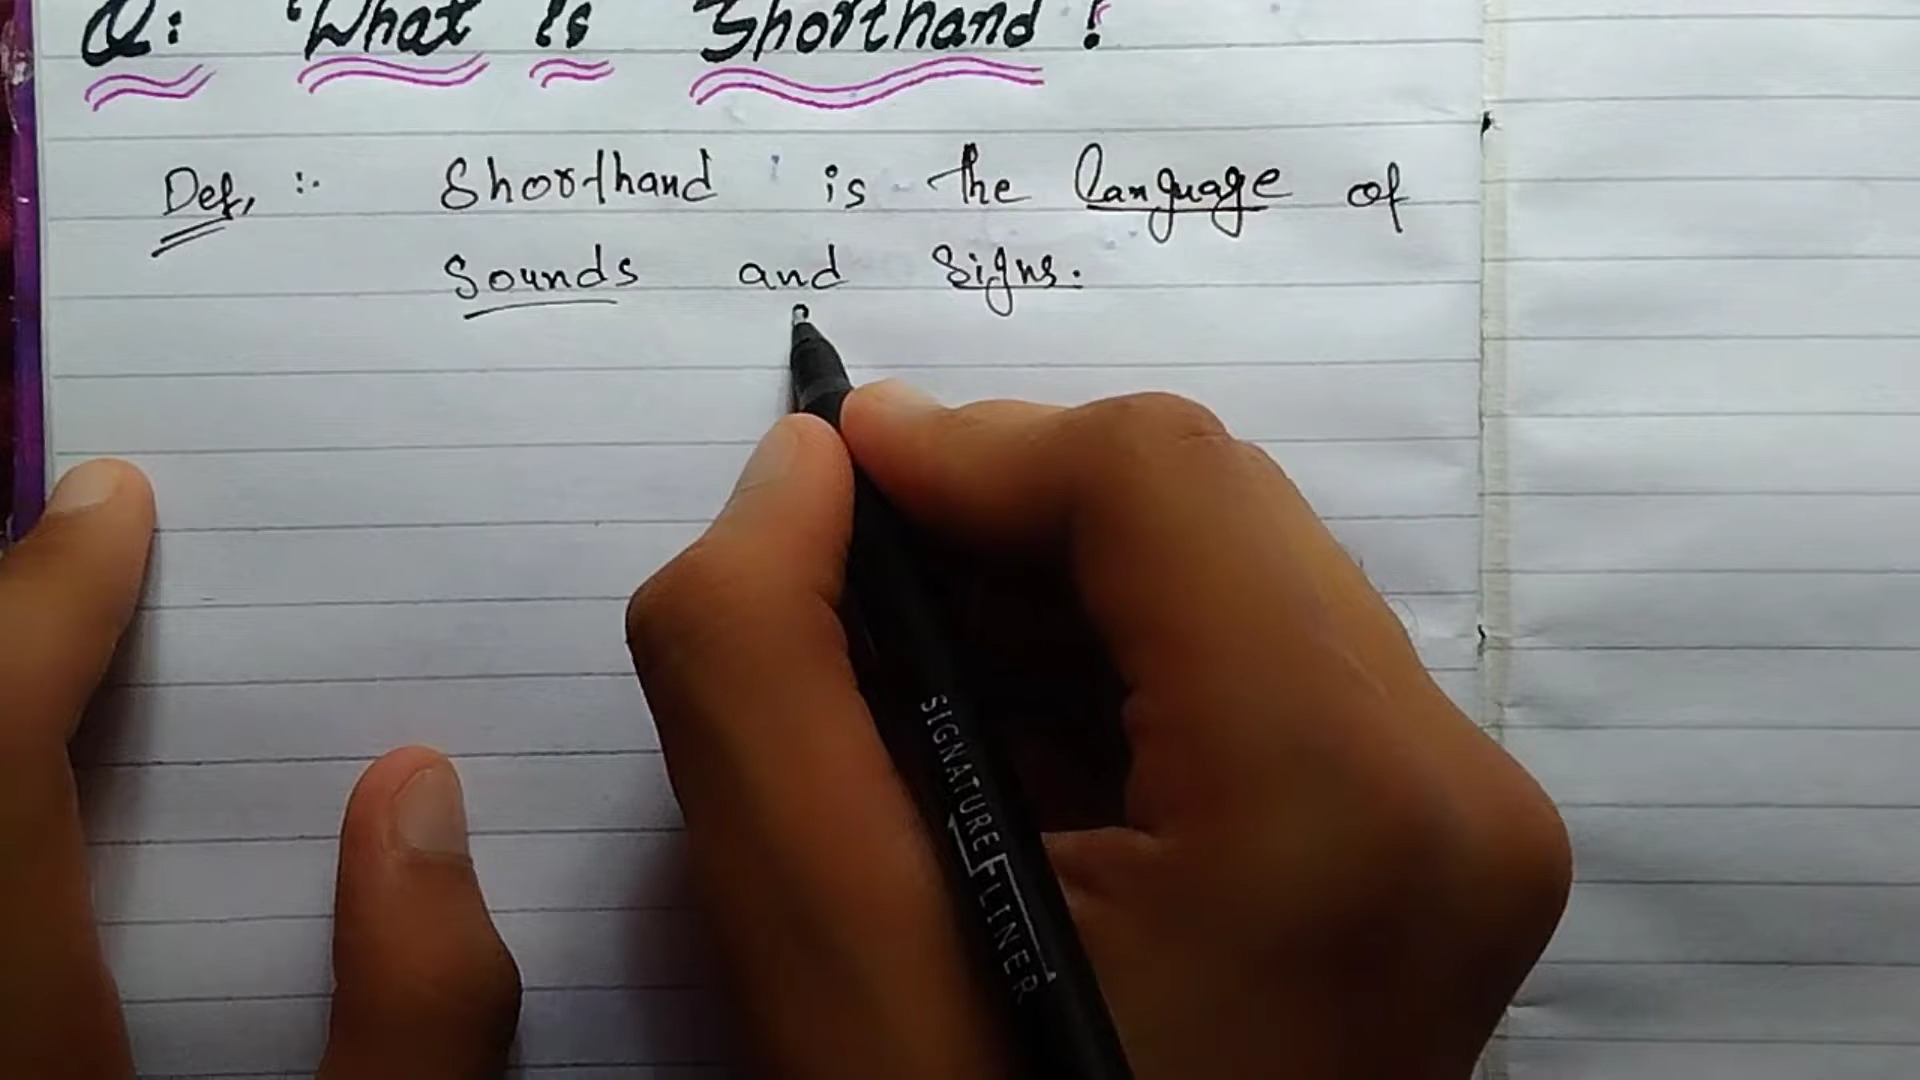 Q: What is Shorthand !
Def, :- Shorthand is the language of
Sounds and Signs.
SIGNATURE LINER